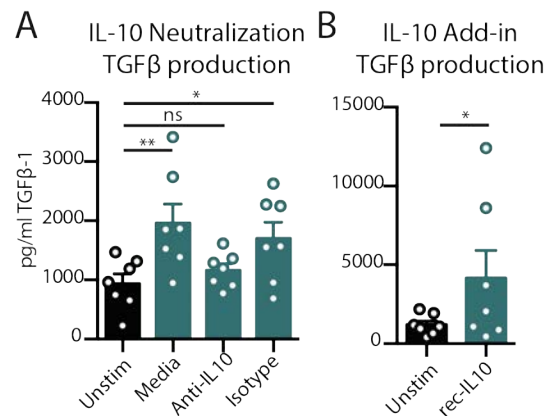 A
IL-10 Neutralization
TGFβ production
pg/ml TGFβ-1
4000
3000
2000
1000
0
*
ns
**
Unstim
Media
Anti-IL10
Isotype
B
IL-10 Add-in
TGFβ production
15000
10000
5000
0
*
Unstim
rec-IL10